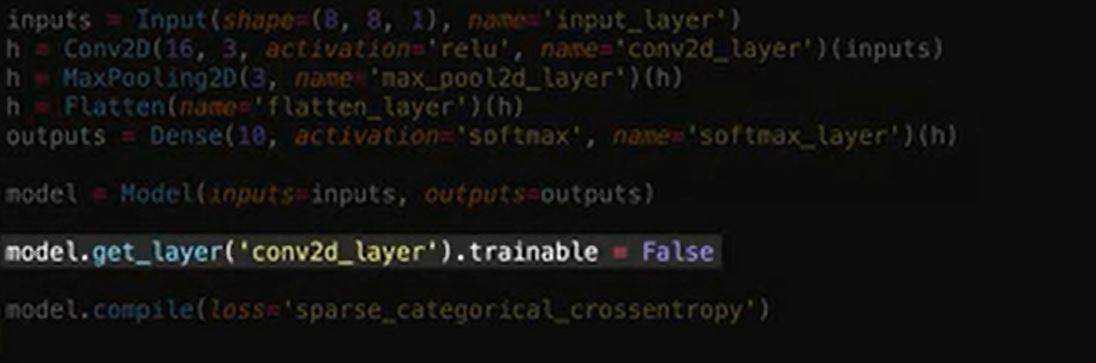 inputs = Input(shape=(8, 8, 1), name='input_layer')
h = Conv2D(16, 3, activation='relu', name='conv2d_layer')(inputs)
h = MaxPooling2D(3, name='max_pool2d_layer')(h)
h = Flatten(name='flatten_layer')(h)
outputs = Dense(10, activation='softmax', name='softmax_layer')(h)
model = Model(inputs=inputs, outputs=outputs)
model.get_layer('conv2d_layer').trainable = False
model.compile(loss='sparse_categorical_crossentropy')